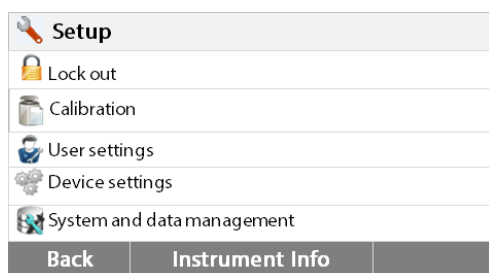 Setup
Lock out
Calibration
User settings
Device settings
System and data management
Back Instrument Info